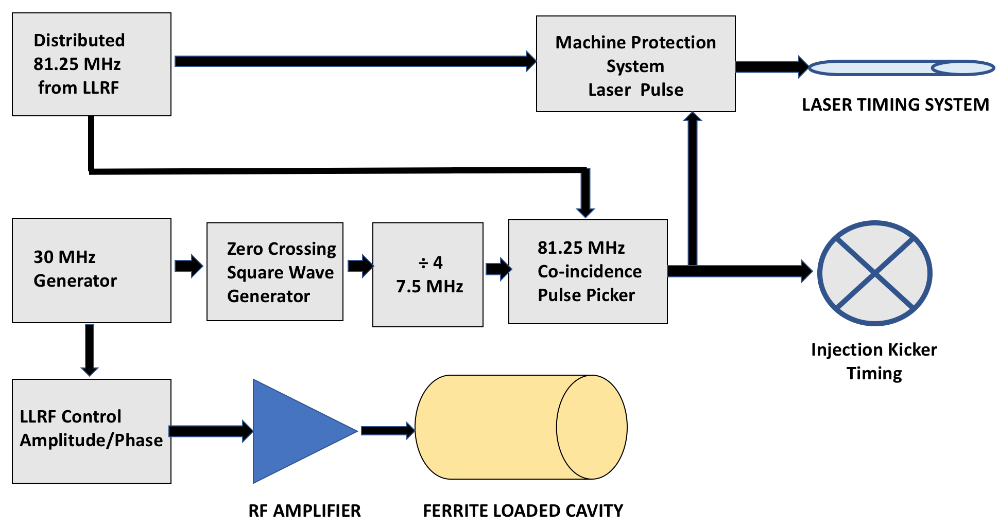 Distributed
81.25 MHz
from LLRF
Machine Protection
System
Laser Pulse
LASER TIMING SYSTEM
30 MHz
Generator
Zero Crossing
Square Wave
Generator
÷ 4
7.5 MHz
81.25 MHz
Co-incidence
Pulse Picker
Injection Kicker
Timing
LLRF Control
Amplitude/Phase
RF AMPLIFIER
FERRITE LOADED CAVITY